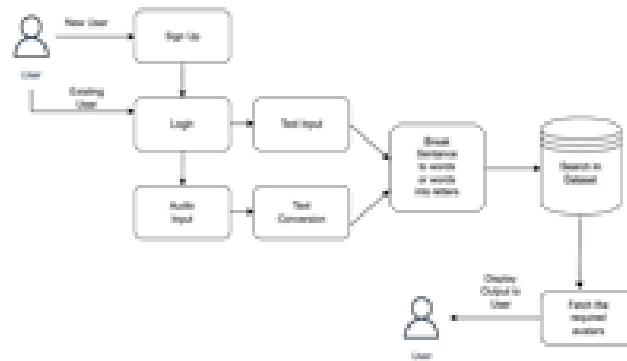 New User
Sign Up
User
Existing
User
Login
Text Input
Break
Sentence
to words
or words
into letters
Search in
Dataset
Audio
Input
Text
Conversion
Display
Output to
User
Fetch the
required
avatars
User